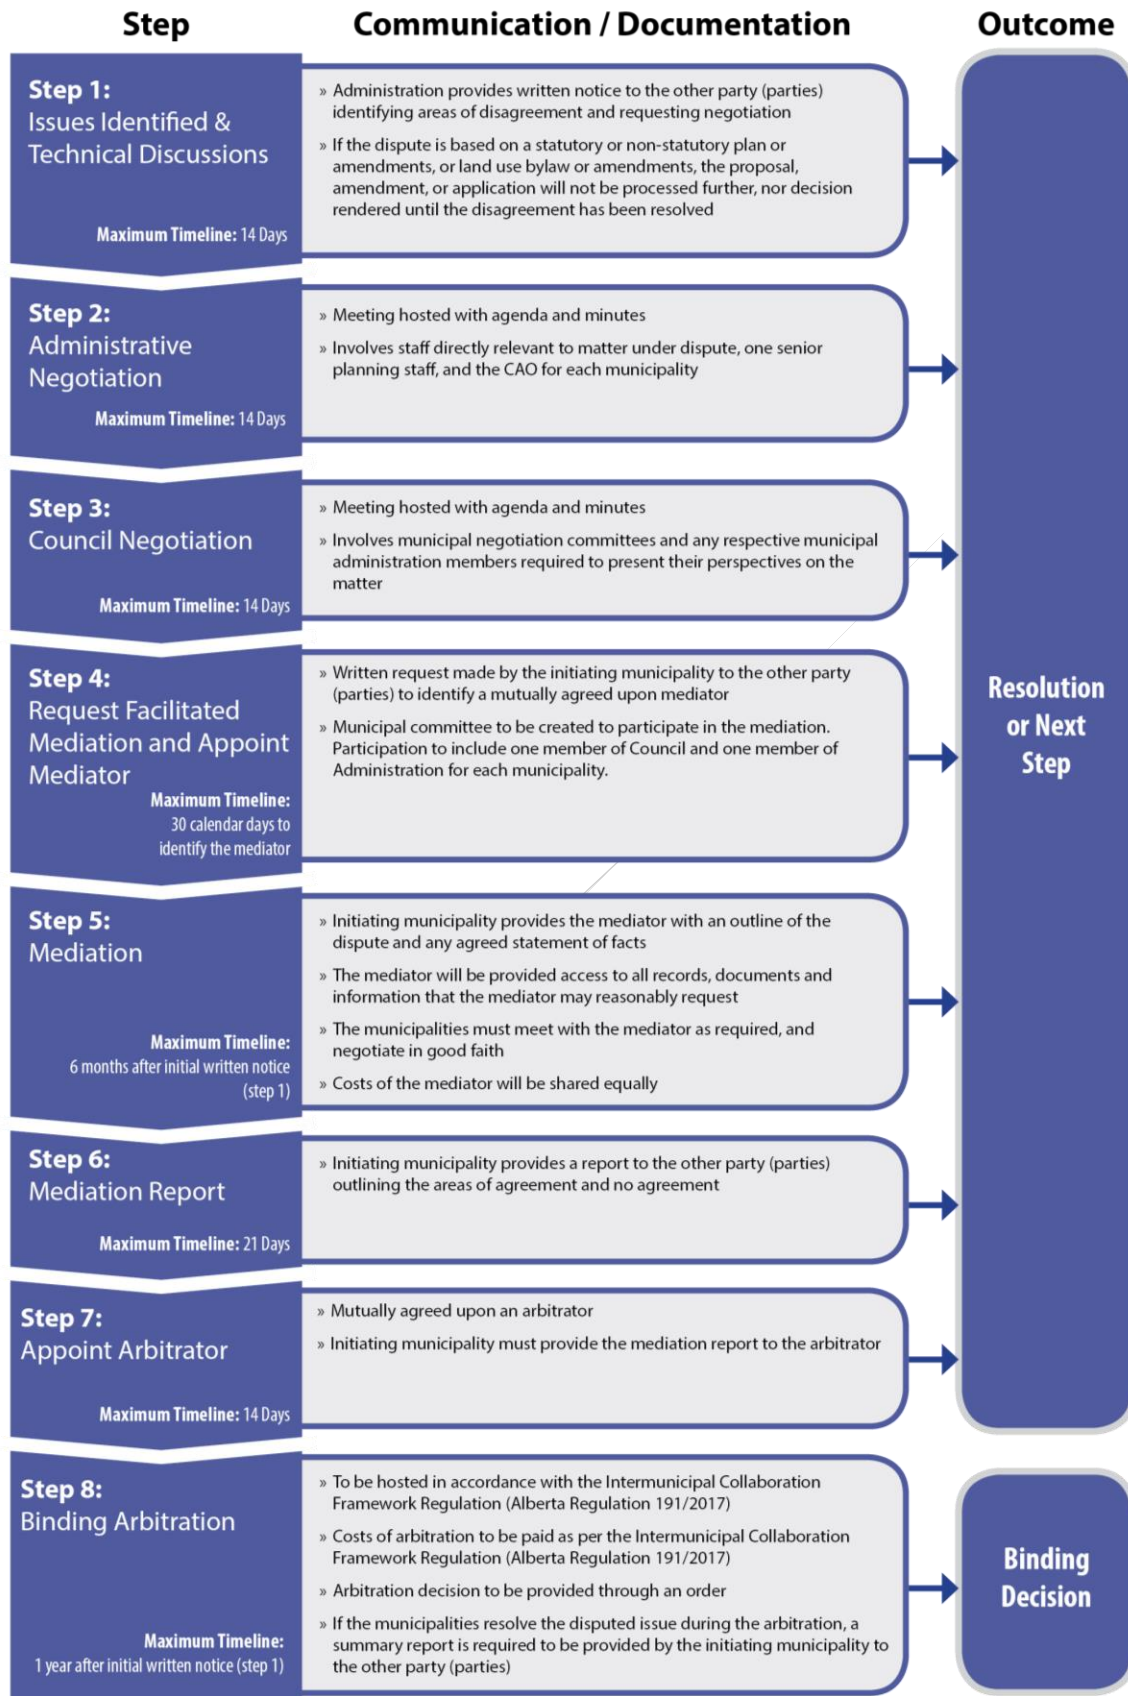 Step
Communication / Documentation
Outcome
Step 1:
Issues Identified &
Technical Discussions
Maximum Timeline: 14 Days
» Administration provides written notice to the other party (parties)
identifying areas of disagreement and requesting negotiation
» If the dispute is based on a statutory or non-statutory plan or
amendments, or land use bylaw or amendments, the proposal,
amendment, or application will not be processed further, nor decision
rendered until the disagreement has been resolved
Step 2:
Administrative
Negotiation
Maximum Timeline: 14 Days
» Meeting hosted with agenda and minutes
» Involves staff directly relevant to matter under dispute, one senior
planning staff, and the CAO for each municipality
Step 3:
Council Negotiation
Maximum Timeline: 14 Days
» Meeting hosted with agenda and minutes
» Involves municipal negotiation committees and any respective municipal
administration members required to present their perspectives on the
matter
Step 4:
Request Facilitated
Mediation and Appoint
Mediator
Maximum Timeline:
30 calendar days to
identify the mediator
» Written request made by the initiating municipality to the other party
(parties) to identify a mutually agreed upon mediator
» Municipal committee to be created to participate in the mediation.
Participation to include one member of Council and one member of
Administration for each municipality.
Step 5:
Mediation
Maximum Timeline:
6 months after initial written notice
(step 1)
» Initiating municipality provides the mediator with an outline of the
dispute and any agreed statement of facts
» The mediator will be provided access to all records, documents and
information that the mediator may reasonably request
» The municipalities must meet with the mediator as required, and
negotiate in good faith
» Costs of the mediator will be shared equally
Step 6:
Mediation Report
Maximum Timeline: 21 Days
» Initiating municipality provides a report to the other party (parties)
outlining the areas of agreement and no agreement
Step 7:
Appoint Arbitrator
Maximum Timeline: 14 Days
» Mutually agreed upon an arbitrator
» Initiating municipality must provide the mediation report to the arbitrator
Resolution
or Next
Step
Step 8:
Binding Arbitration
Maximum Timeline:
1 year after initial written notice (step 1)
» To be hosted in accordance with the Intermunicipal Collaboration
Framework Regulation (Alberta Regulation 191/2017)
» Costs of arbitration to be paid as per the Intermunicipal Collaboration
Framework Regulation (Alberta Regulation 191/2017)
» Arbitration decision to be provided through an order
» If the municipalities resolve the disputed issue during the arbitration, a
summary report is required to be provided by the initiating municipality to
the other party (parties)
Binding
Decision